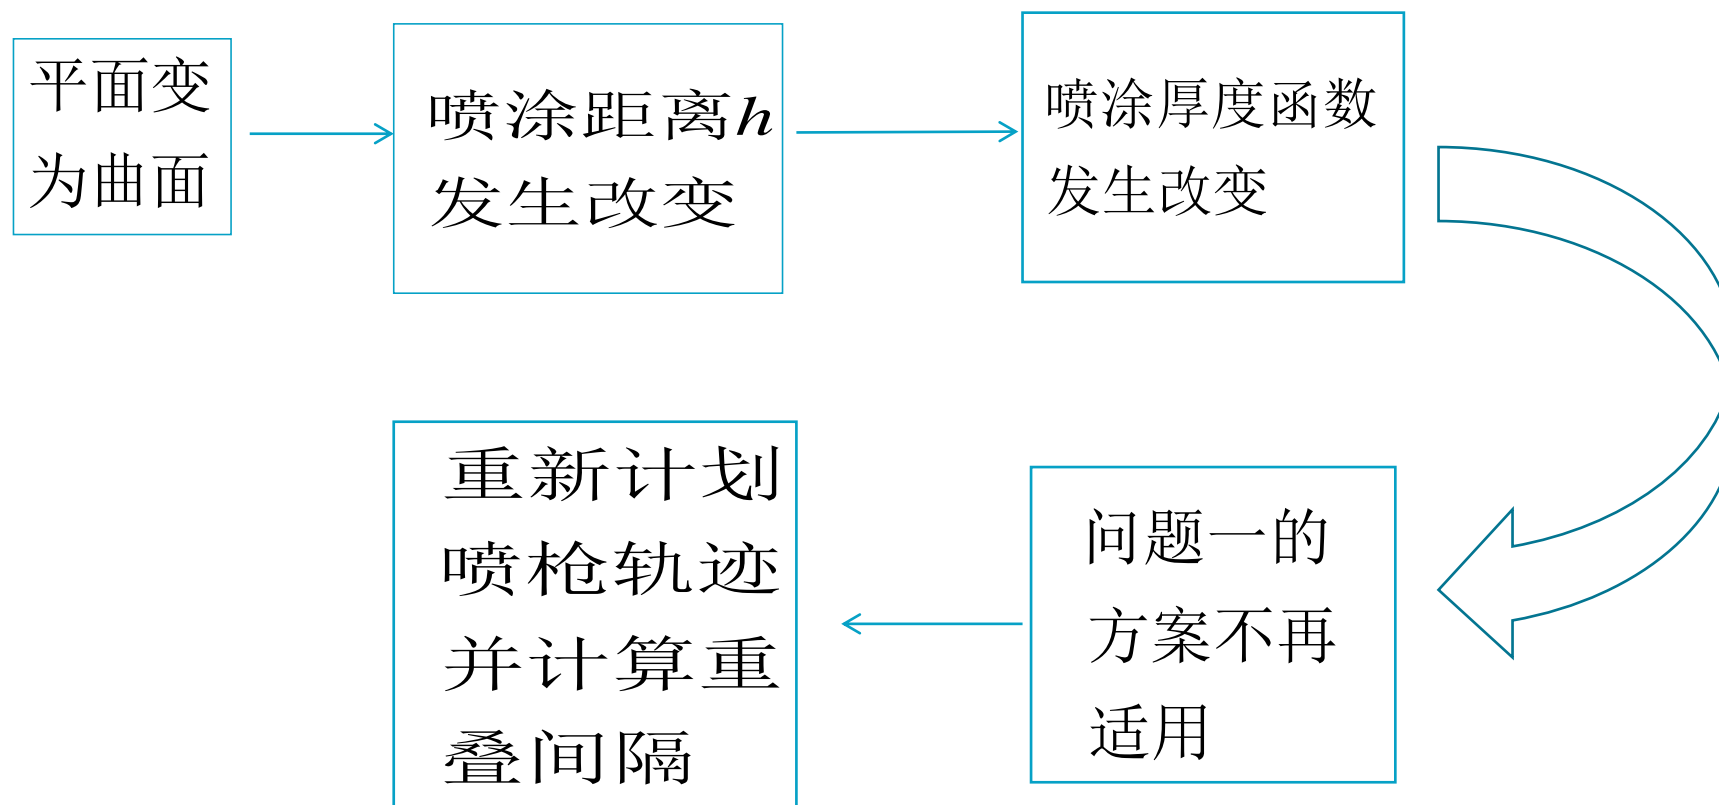 平面变
为曲面
喷涂距离h
发生改变
喷涂厚度函数
发生改变
问题一的
方案不再
适用
重新计划
喷枪轨迹
并计算重
叠间隔